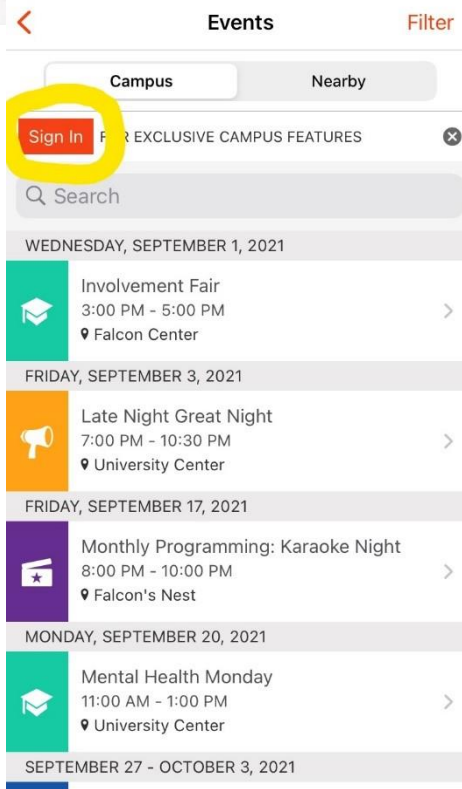 Events
Filter
Campus
Nearby
Sign In FOR EXCLUSIVE CAMPUS FEATURES
Search
WEDNESDAY, SEPTEMBER 1, 2021
Involvement Fair
3:00 PM - 5:00 PM
Falcon Center
FRIDAY, SEPTEMBER 3, 2021
Late Night Great Night
7:00 PM - 10:30 PM
University Center
FRIDAY, SEPTEMBER 17, 2021
Monthly Programming: Karaoke Night
8:00 PM - 10:00 PM
Falcon's Nest
MONDAY, SEPTEMBER 20, 2021
Mental Health Monday
11:00 AM - 1:00 PM
University Center
SEPTEMBER 27 - OCTOBER 3, 2021